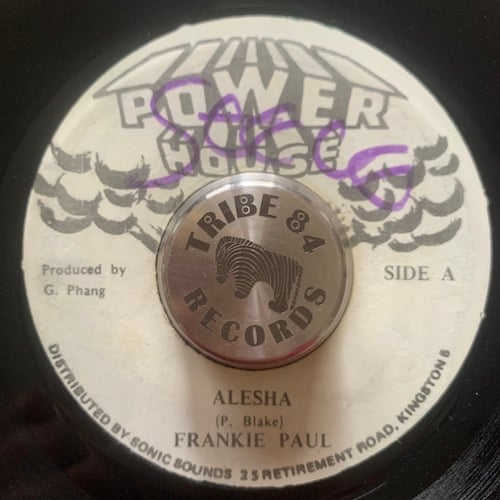 POWER
HOUSE
TRIBE 84
RECORDS
Produced by
G. Phang
SIDE A
ALESHA
(P. Blake)
FRANKIE PAUL
DISTRIBUTED BY SONIC SOUNDS 25 RETIREMENT ROAD, KINGSTON 5